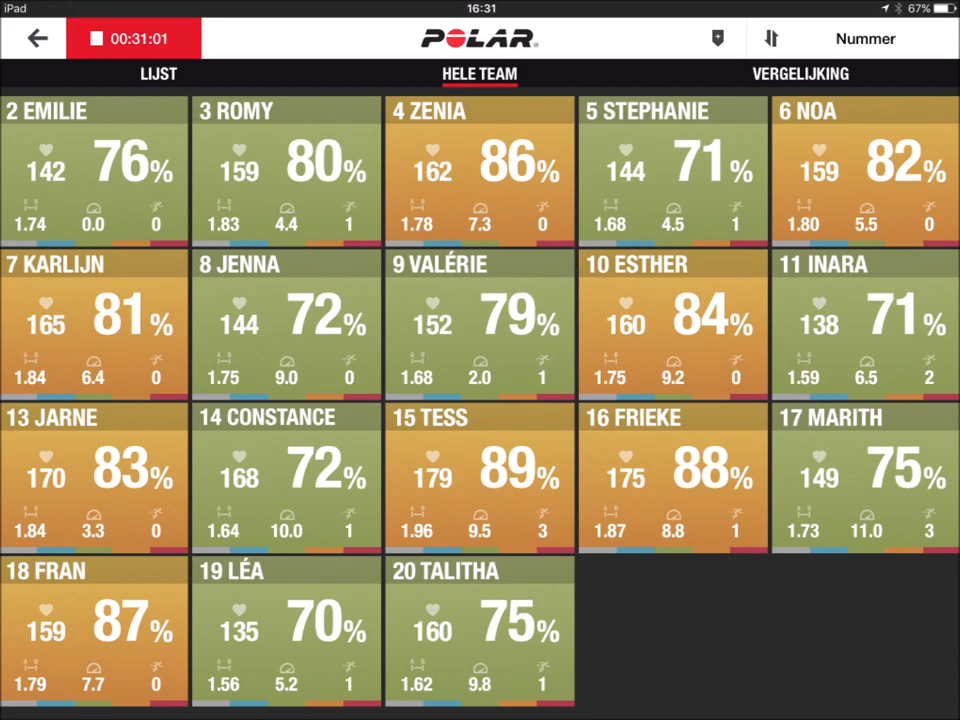 iPad 16:31 67%
00:31:01 POLAR Nummer
LIJST HELE TEAM VERGELIJKING
2 EMILIE 3 ROMY 4 ZENIA 5 STEPHANIE 6 NOA
142 76% 159 80% 162 86% 144 71% 159 82%
A B A B A B A B A B
1.74 0.0 0 1.83 4.4 1 1.78 7.3 0 1.68 4.5 1 1.80 5.5 0
7 KARLIJN 8 JENNA 9 VALÉRIE 10 ESTHER 11 INARA
165 81% 144 72% 152 79% 160 84% 138 71%
A B A B A B A B A B
1.84 6.4 0 1.75 9.0 0 1.68 2.0 1 1.75 9.2 0 1.59 6.5 2
13 JARNE 14 CONSTANCE 15 TESS 16 FRIEKE 17 MARITH
170 83% 168 72% 179 89% 175 88% 149 75%
A B A B A B A B A B
1.84 3.3 0 1.64 10.0 1 1.96 9.5 3 1.87 8.8 1 1.73 11.0 3
18 FRAN 19 LÉA 20 TALITHA
159 87% 135 70% 160 75%
A B A B A B
1.79 7.7 0 1.56 5.2 1 1.62 9.8 1